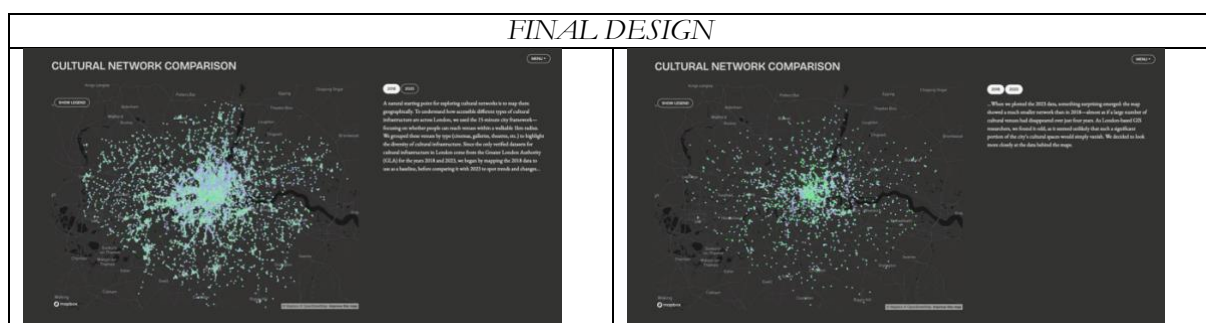 FINAL DESIGN
CULTURAL NETWORK COMPARISON
MENU +
SHOW LEGEND
2018 2023
A natural starting point for exploring cultural networks is to map them
geographically. To understand how accessible different types of cultural
infrastructure are across London, we used the 15-minute city framework—
focusing on whether people can reach venues within a walkable 1km radius.
We grouped these venues by type (cinemas, galleries, theatres, etc.) to highlight
the diversity of cultural infrastructure. Since the only verified datasets for
cultural infrastructure in London come from the Greater London Authority
(GLA) for the years 2018 and 2023, we began by mapping the 2018 data to
use as a baseline, before comparing it with 2023 to spot trends and changes...
mapbox
CULTURAL NETWORK COMPARISON
MENU +
SHOW LEGEND
2018 2023
...When we plotted the 2023 data, something surprising emerged: the map
showed a much smaller network than in 2018—almost as if a large number of
cultural venues had disappeared over just four years. As London-based GIS
researchers, we found it odd, as it seemed unlikely that such a significant
portion of the city's cultural spaces would simply vanish. We decided to look
more closely at the data behind the maps.
mapbox